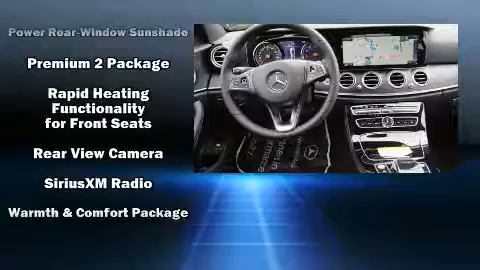 Power Rear-Window Sunshade
Premium 2 Package
Rapid Heating
Functionality
for Front Seats
Rear View Camera
SiriusXM Radio
Warmth & Comfort Package